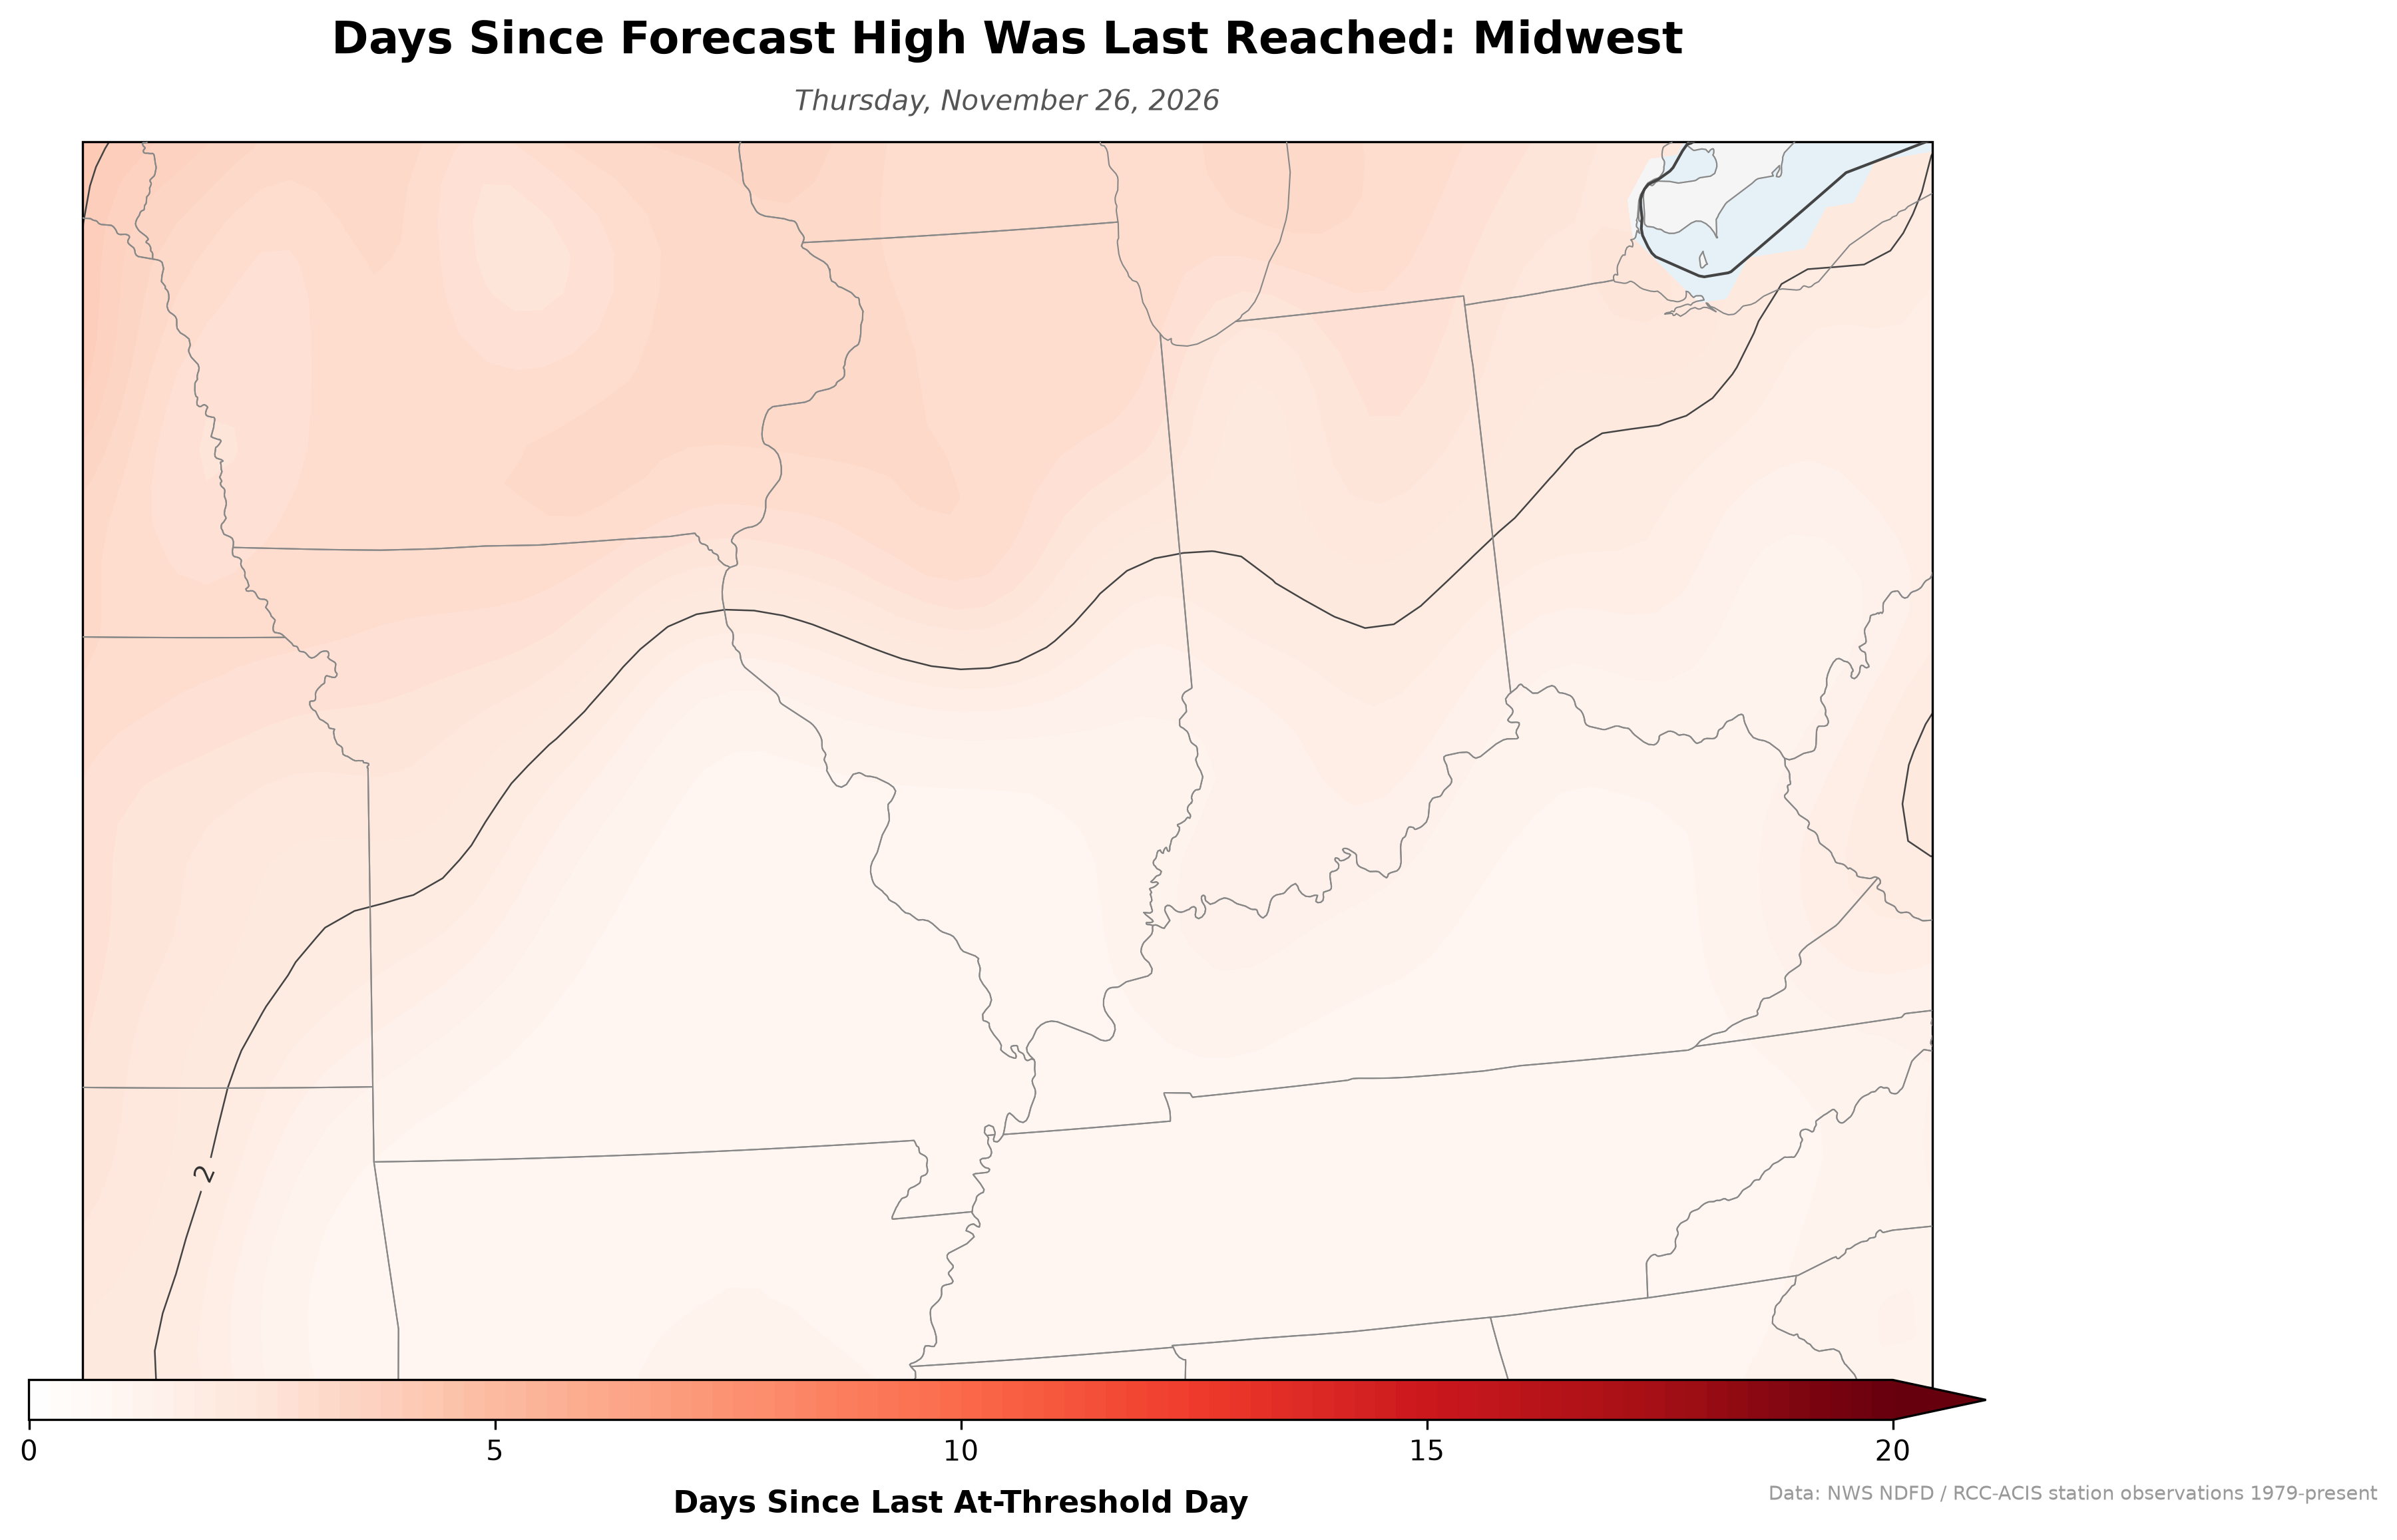 Days Since Forecast High Was Last Reached: Midwest
Thursday, November 26, 2026
2
0 5 10 15 20
Days Since Last At-Threshold Day
Data: NWS NDFD / RCC-ACIS station observations 1979-present